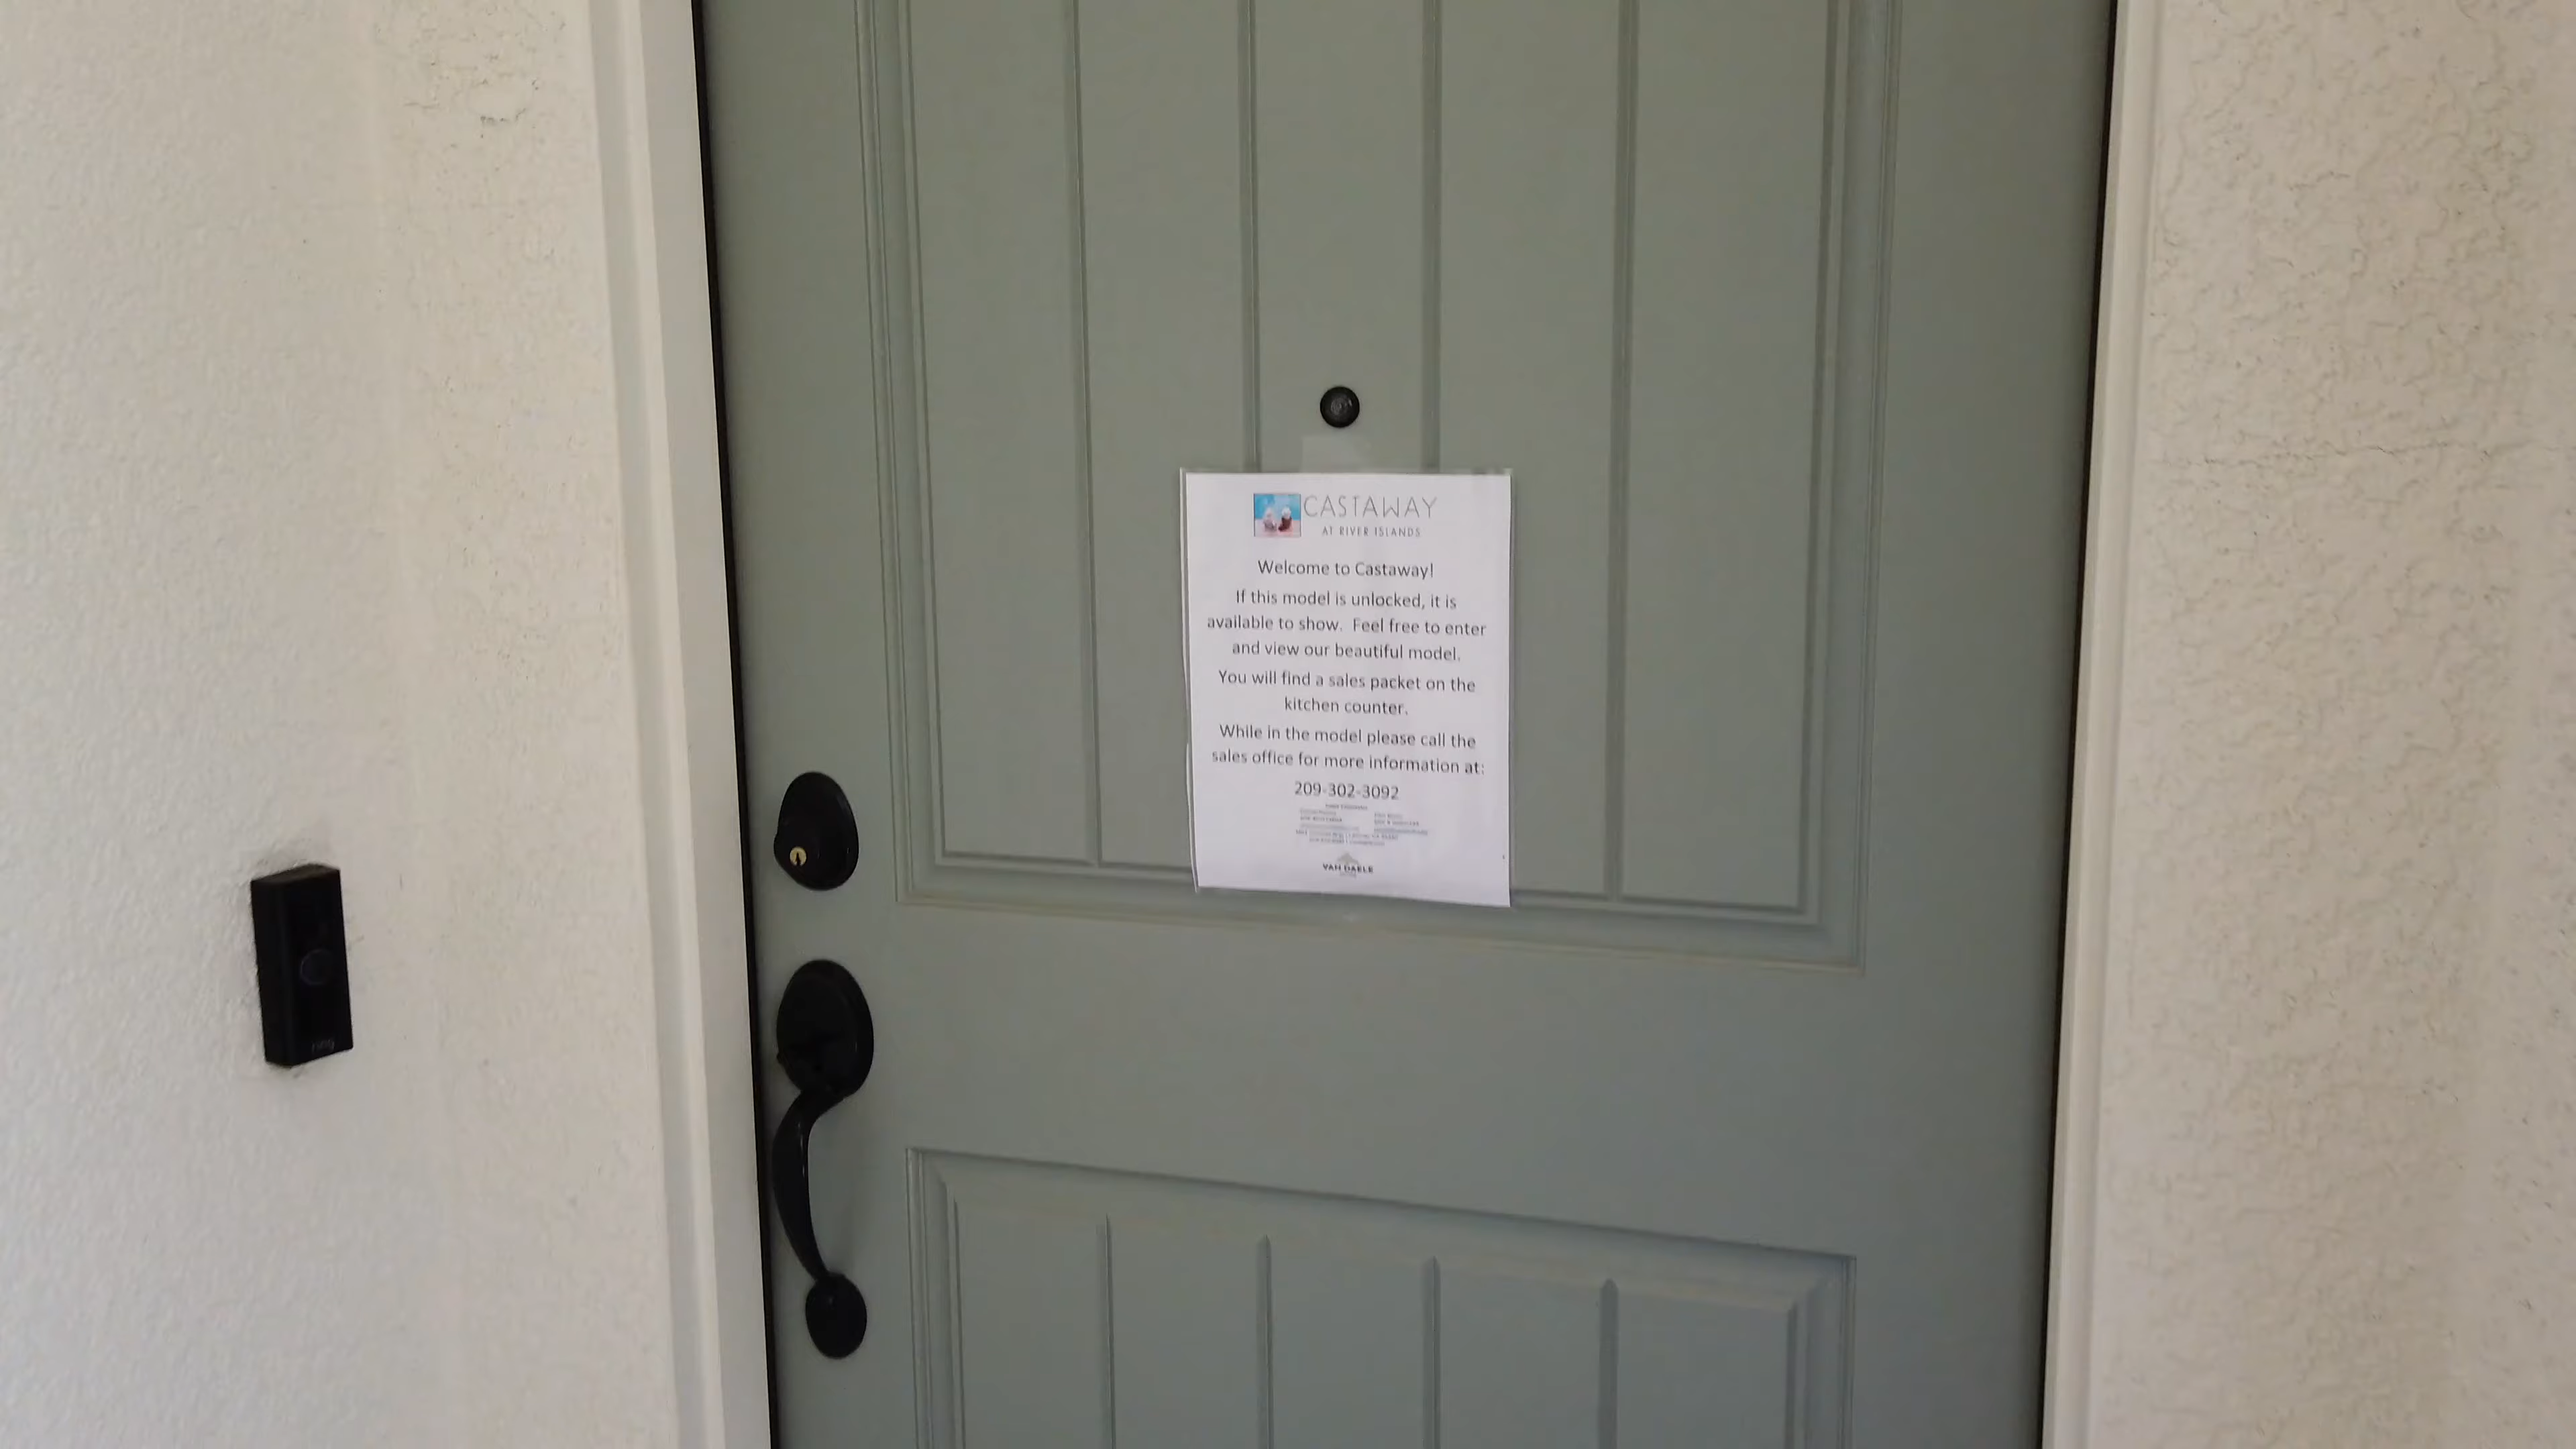 CASTAWAY
AT RIVER ISLANDS
Welcome to Castaway!
If this model is unlocked, it is
available to show. Feel free to enter
and view our beautiful model.
You will find a sales packet on the
kitchen counter.
While in the model please call the
sales office for more information at:
209-302-3092
VAN DAELE
ring